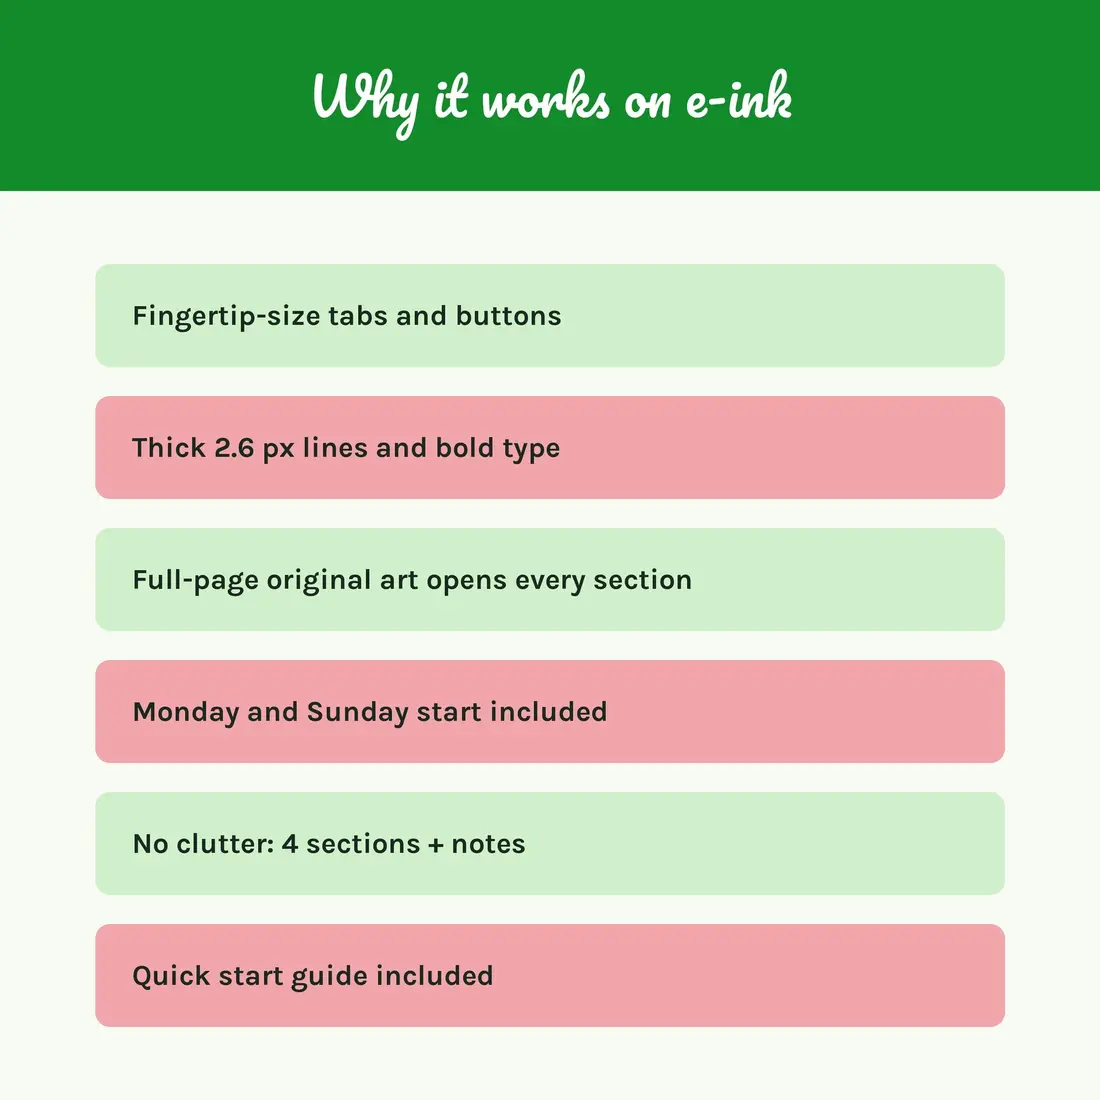 Why it works on e-ink
Fingertip-size tabs and buttons
Thick 2.6 px lines and bold type
Full-page original art opens every section
Monday and Sunday start included
No clutter: 4 sections + notes
Quick start guide included